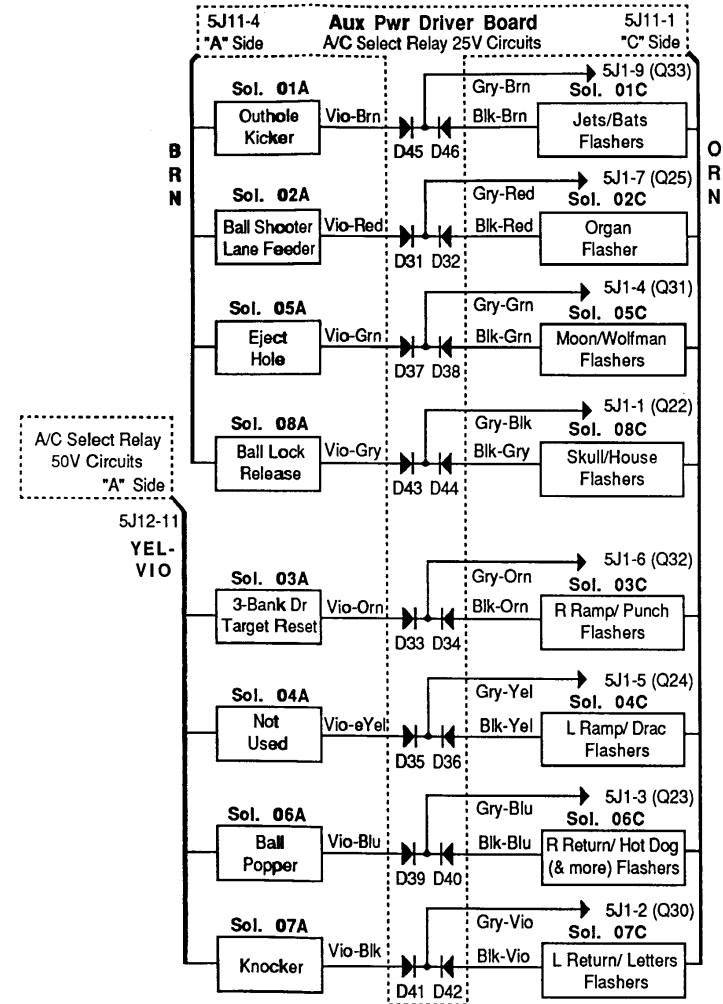 5J11-4 Aux Pwr Driver Board 5J11-1
"A" Side A/C Select Relay 25V Circuits "C" Side
5J1-9 (Q33)
Sol. 01A Gry-Brn Sol. 01C
Outhole Vio-Brn Blk-Brn Jets/Bats
Kicker Flashers
D45 D46
B
R
N
O
R
N
5J1-7 (Q25)
Sol. 02A Gry-Red Sol. 02C
Ball Shooter Vio-Red Blk-Red Organ
Lane Feeder Flasher
D31 D32
5J1-4 (Q31)
Sol. 05A Gry-Grn Sol. 05C
Eject Vio-Grn Blk-Grn Moon/Wolfman
Hole Flashers
D37 D38
5J1-1 (Q22)
Sol. 08A Gry-Blk Sol. 08C
Ball Lock Vio-Gry Blk-Gry Skull/House
Release Flashers
D43 D44
A/C Select Relay
50V Circuits
"A" Side
5J12-11
YEL-
VIO
5J1-6 (Q32)
Sol. 03A Gry-Orn Sol. 03C
3-Bank Dr Vio-Orn Blk-Orn R Ramp/ Punch
Target Reset Flashers
D33 D34
5J1-5 (Q24)
Sol. 04A Gry-Yel Sol. 04C
Not Vio-eYel Blk-Yel L Ramp/ Drac
Used Flashers
D35 D36
5J1-3 (Q23)
Sol. 06A Gry-Blu Sol. 06C
Ball Vio-Blu Blk-Blu R Return/ Hot Dog
Popper (& more) Flashers
D39 D40
5J1-2 (Q30)
Sol. 07A Gry-Vio Sol. 07C
Knocker Vio-Blk Blk-Vio L Return/ Letters
Flashers
D41 D42